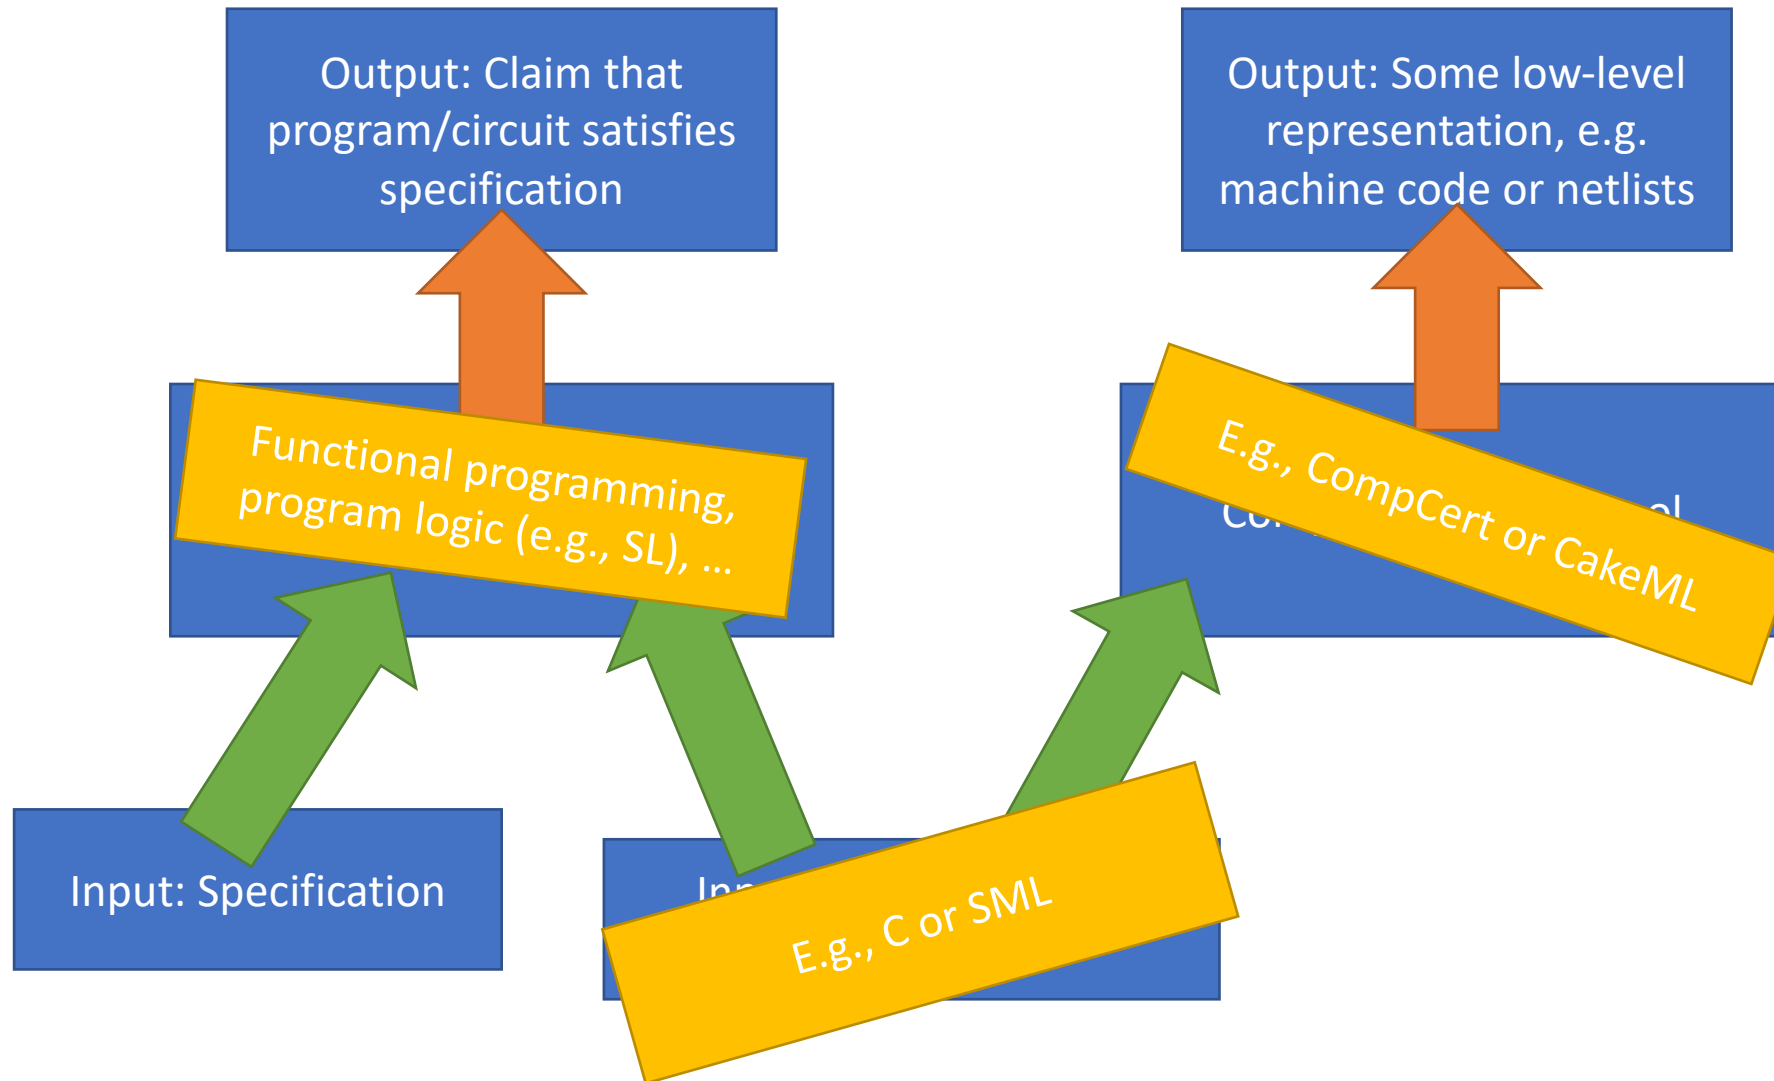 Output: Claim that
program/circuit satisfies
specification
Output: Some low-level
representation, e.g.
machine code or netlists
Functional programming,
program logic (e.g., SL), ...
E.g., CompCert or CakeML
Input: Specification
E.g., C or SML